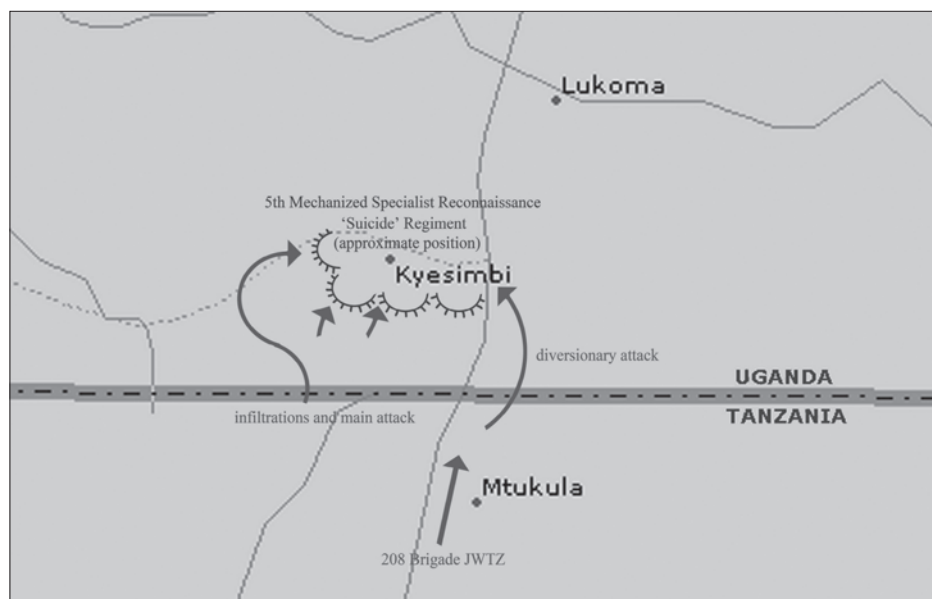 Lukoma
5th Mechanized Specialist Reconnaissance
‘Suicide’ Regiment
(approximate position)
Kyesimbi
diversionary attack
UGANDA
infiltrations and main attack
TANZANIA
Mtukula
208 Brigade JWTZ